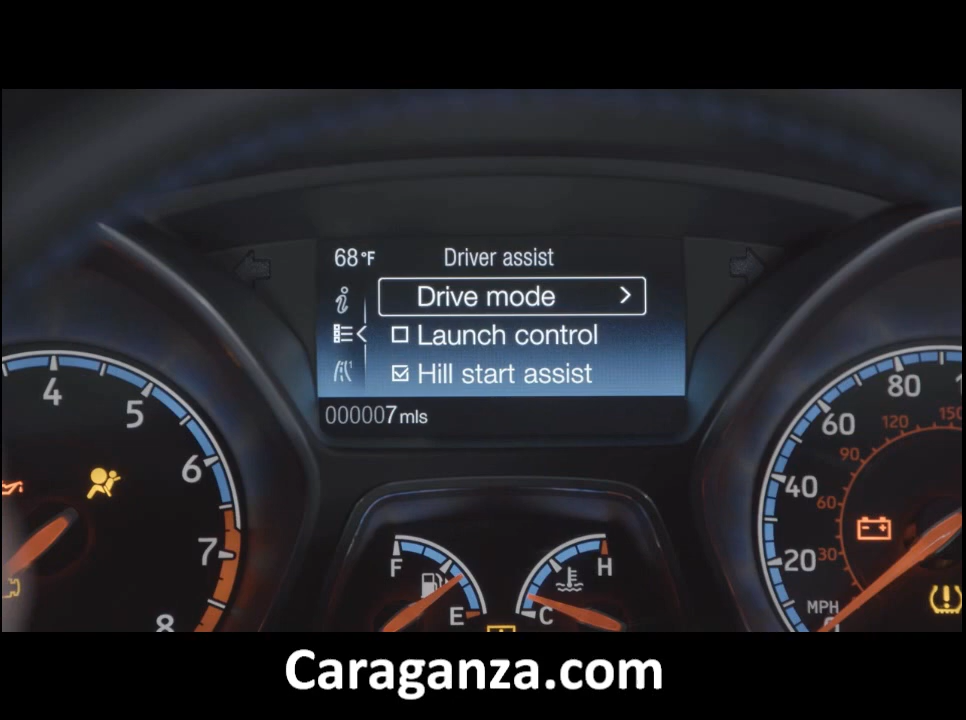 68°F Driver assist
Drive mode
Launch control
Hill start assist
000007 mls
4
5
6
7
8
F
E
H
C
20
40
60
80
MPH
30
60
90
120
150
Caraganza.com